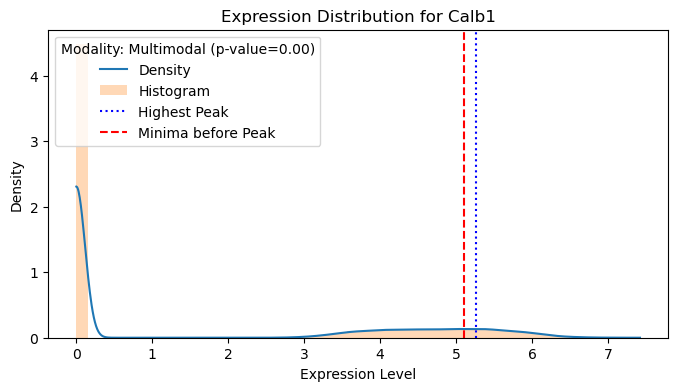 Expression Distribution for Calb1
Modality: Multimodal (p-value=0.00)
Density
Histogram
Highest Peak
Minima before Peak
Density
4
3
2
1
0
0 1 2 3 4 5 6 7
Expression Level